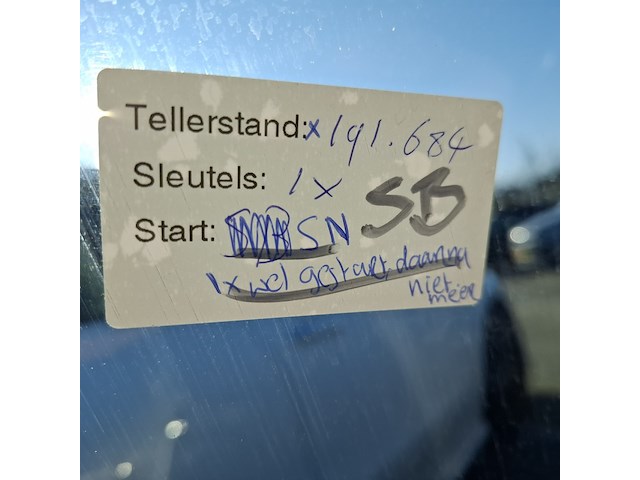 Tellerstand:x 191.684
Sleutels: 1x
SB
Start: SN
1x wel gestart, daarna
niet
meer